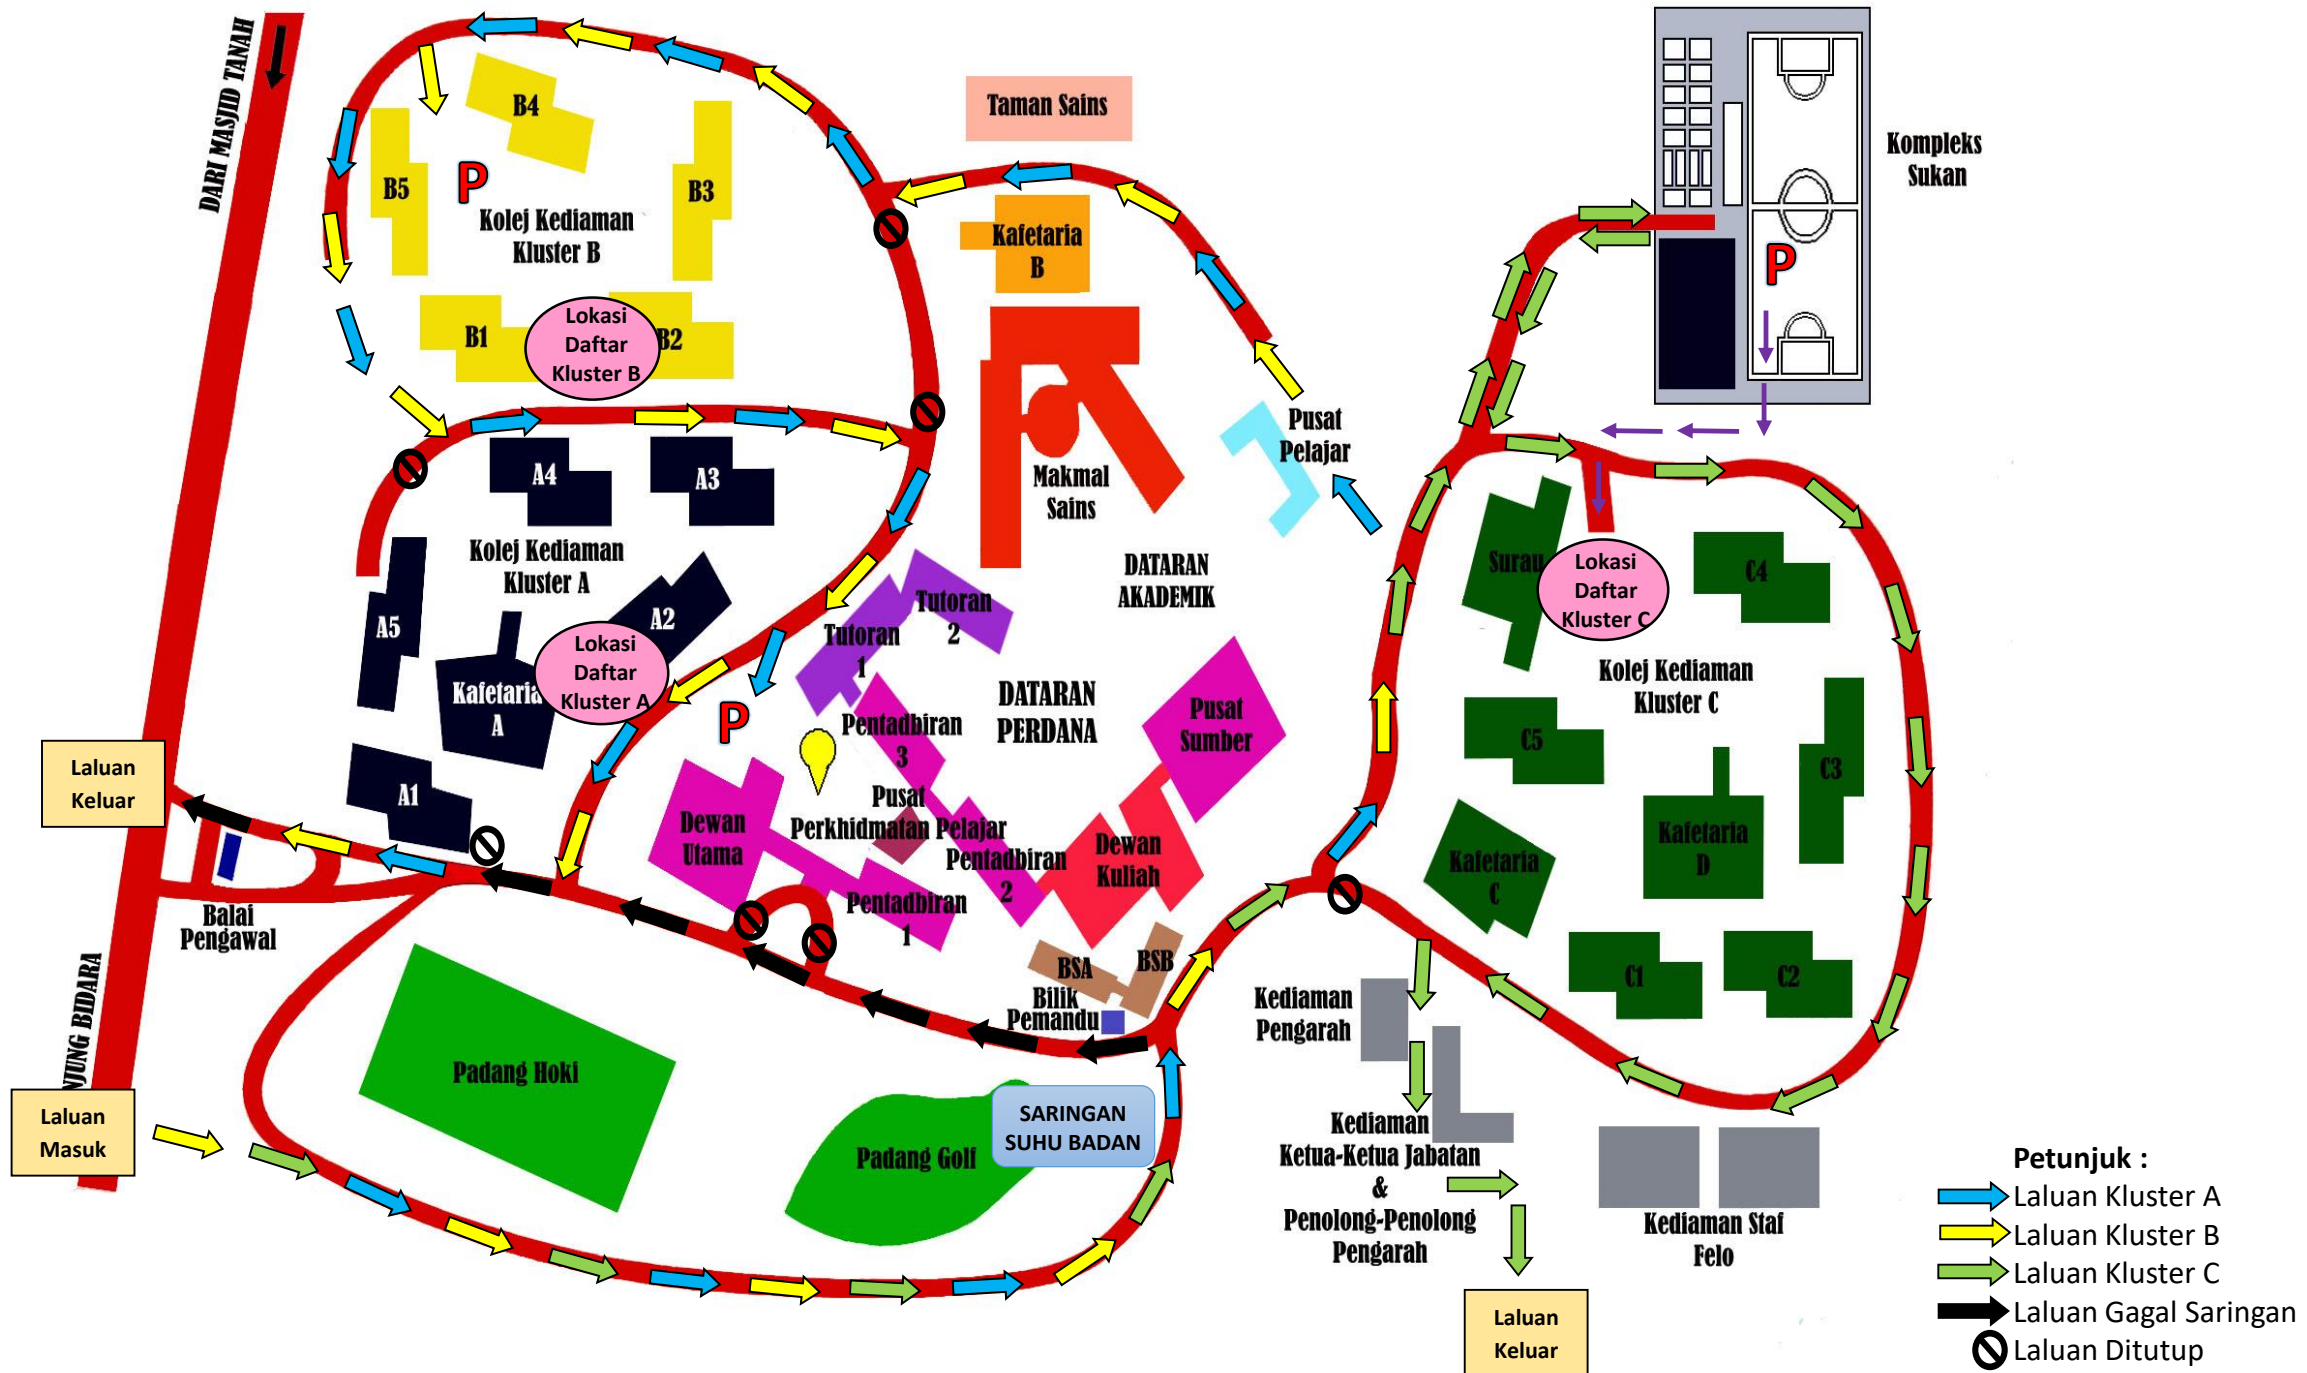 DARI MASJID TANAH
B4
B5
P
B3
Kolej Kediaman
Kluster B
B1
B2
Lokasi
Daftar
Kluster B
Taman Sains
Kafetaria
B
Makmal
Sains
Pusat
Pelajar
Kompleks
Sukan
P
A4
A3
Kolej Kediaman
Kluster A
A5
A2
Kafetaria
A
Lokasi
Daftar
Kluster A
A1
P
Tutoran
1
Tutoran
2
DATARAN
AKADEMIK
DATARAN
PERDANA
Pentadbiran
3
Pusat
Perkhidmatan Pelajar
Pusat
Sumber
Dewan
Utama
Pentadbiran
2
Dewan
Kuliah
Pentadbiran
1
BSA
BSB
Bilik
Pemandu
Surau
Lokasi
Daftar
Kluster C
C4
Kolej Kediaman
Kluster C
C5
C3
Kafetaria
C
Kafetaria
D
C1
C2
Laluan
Keluar
Balai
Pengawal
NJUNG BIDARA
Laluan
Masuk
Padang Hoki
Padang Golf
SARINGAN
SUHU BADAN
Kediaman
Pengarah
Kediaman
Ketua-Ketua Jabatan
&
Penolong-Penolong
Pengarah
Kediaman Staf
Felo
Laluan
Keluar
Petunjuk :
Laluan Kluster A
Laluan Kluster B
Laluan Kluster C
Laluan Gagal Saringan
Laluan Ditutup